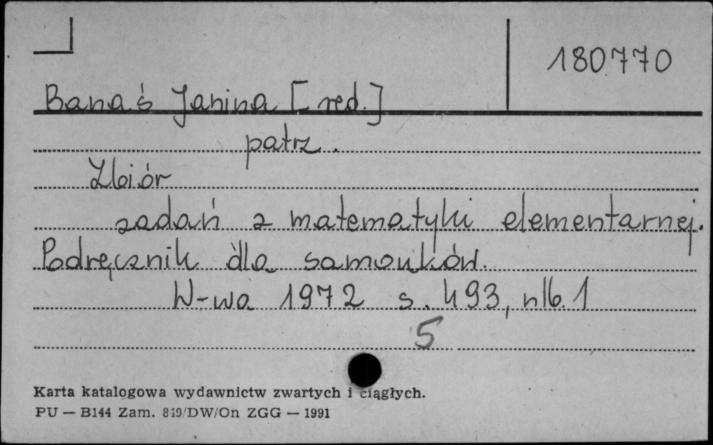 180770
Banaś Janina [red.]
patrz.
Zbiór
zadań z matematyki elementarnej.
Podręcznik dla samouków.
W-wa 1972 s. 493, nlb. 1
5
Karta katalogowa wydawnictw zwartych i ciągłych.
PU — B144 Zam. 849/DW/On ZGG — 1991